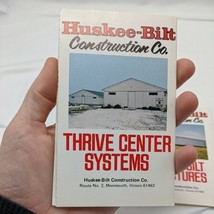 Huskee-Bilt
Construction Co.
THRIVE CENTER
SYSTEMS
Huskee-Bilt Construction Co.
Route No. 2, Monmouth, Illinois 61462